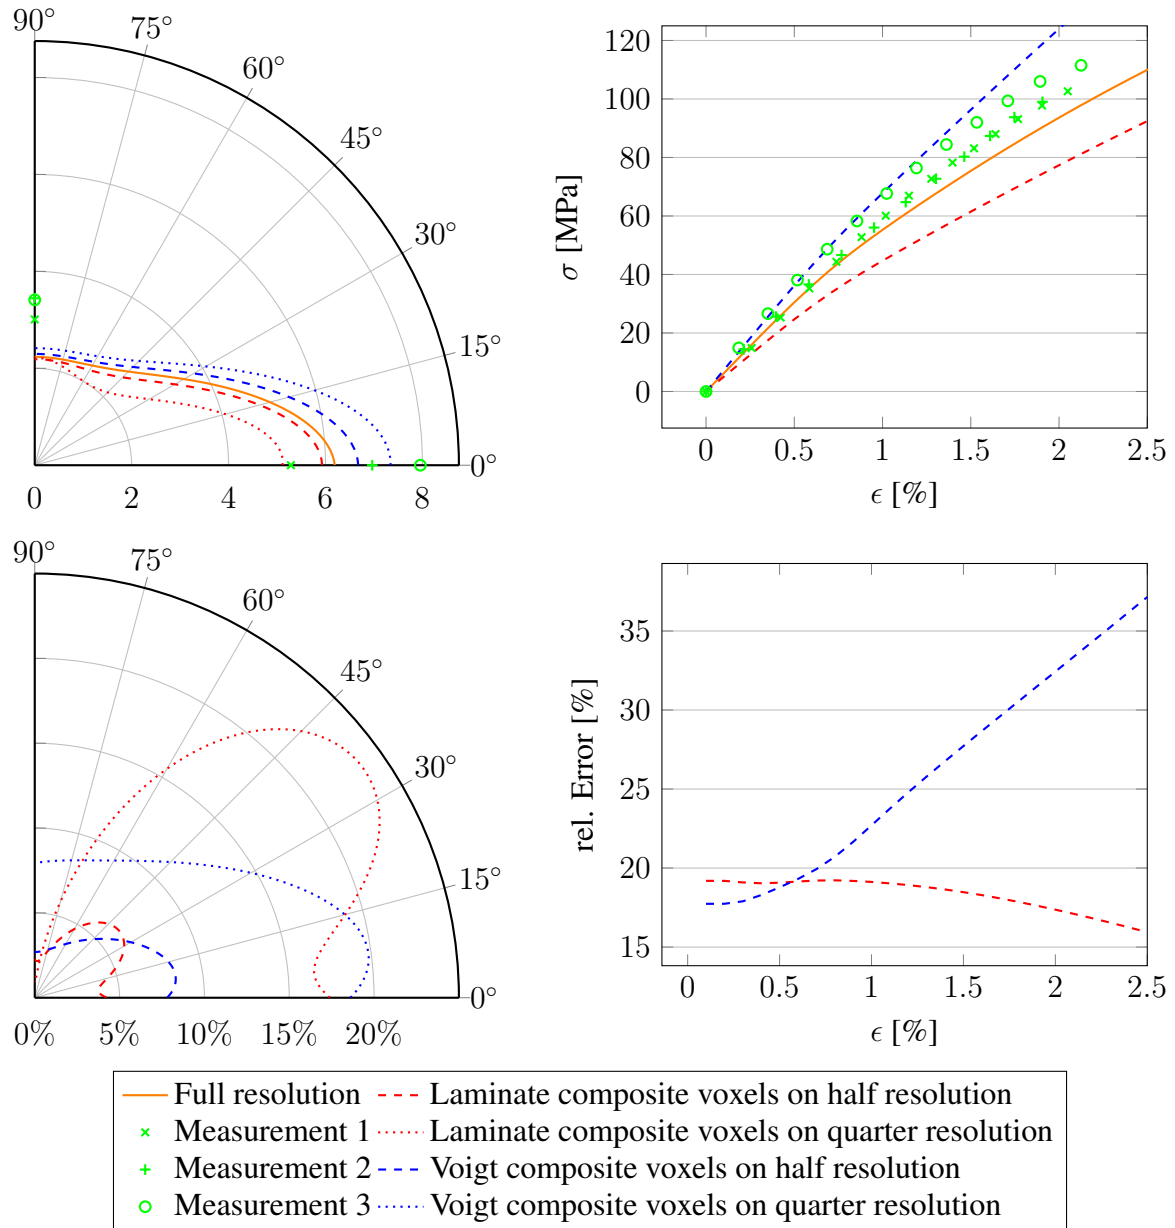 90°
75°
60°
45°
30°
15°
0°
0 2 4 6 8
120
100
80
60
40
20
0
σ [MPa]
0 0.5 1 1.5 2 2.5
ϵ [%]
90°
75°
60°
45°
30°
15°
0°
0% 5% 10% 15% 20%
35
30
25
20
15
rel. Error [%]
0 0.5 1 1.5 2 2.5
ϵ [%]
Full resolution Laminate composite voxels on half resolution
Measurement 1 Laminate composite voxels on quarter resolution
Measurement 2 Voigt composite voxels on half resolution
Measurement 3 Voigt composite voxels on quarter resolution